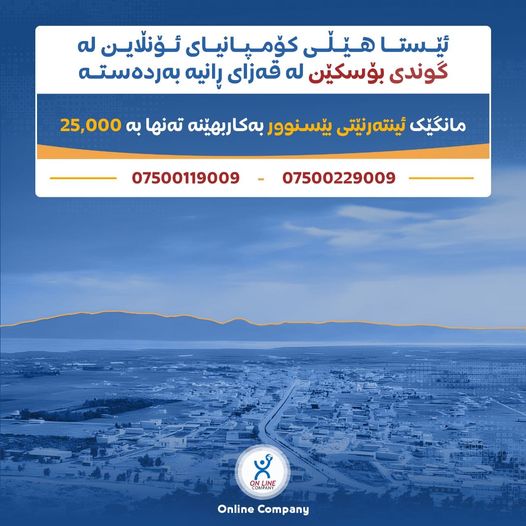 ئێستا هێڵی کۆمپانیای ئۆنڵاین لە
گوندی بۆسکێن لە قەزای ڕانیە بەردەستە
مانگێک ئینتەرنێتی بێسنوور بەکاربهێنە تەنها بە 25,000
07500119009 - 07500229009
ON LINE
COMPANY
Online Company